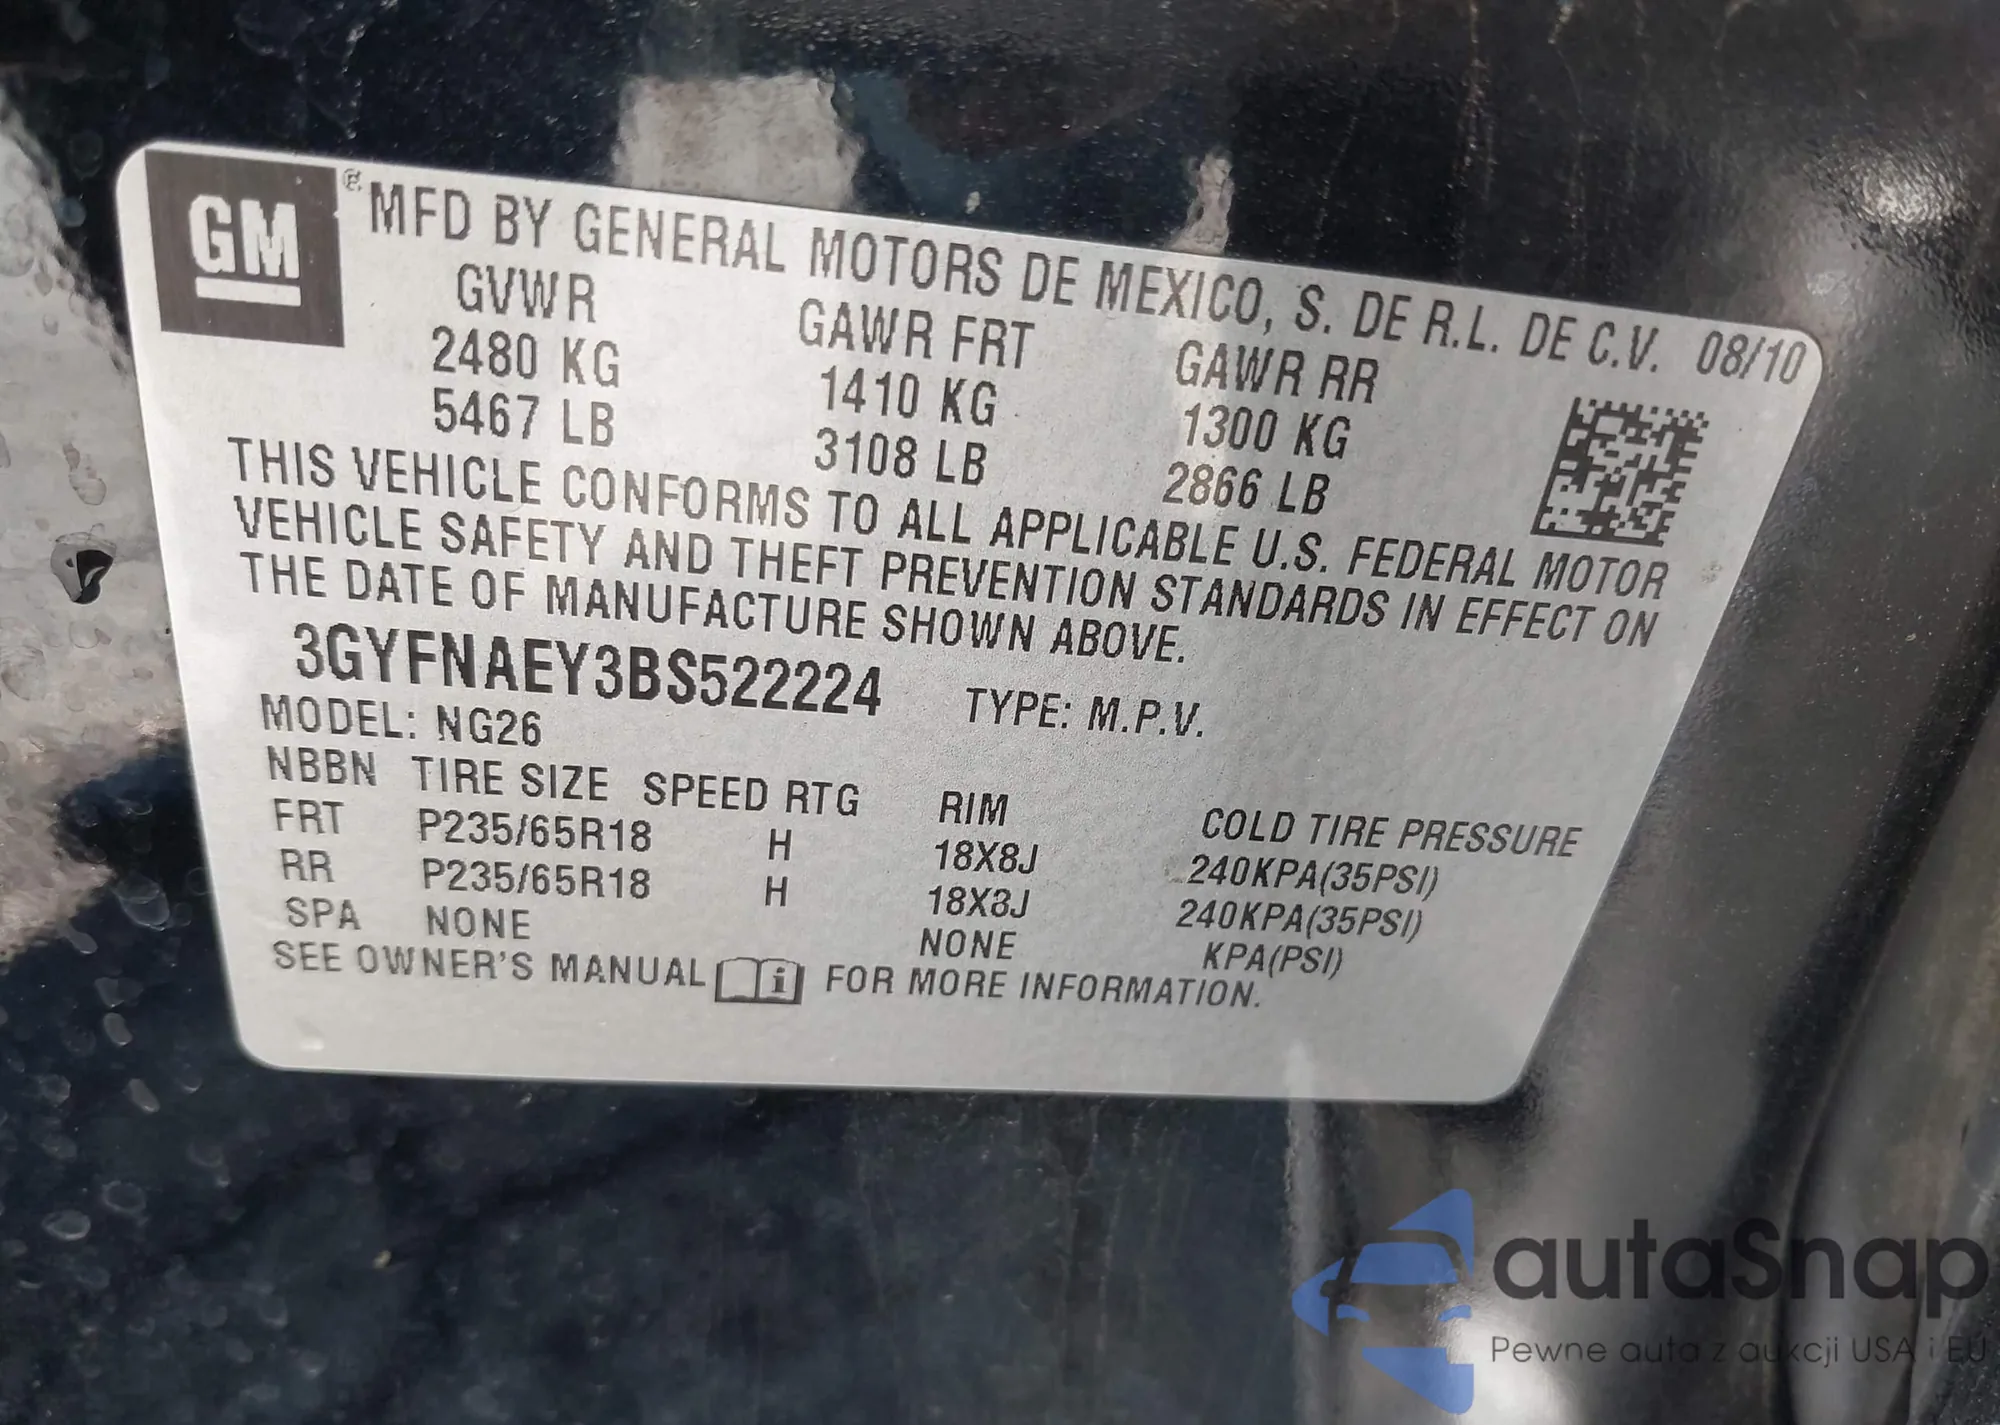 GM ® MFD BY GENERAL MOTORS DE MEXICO, S. DE R.L. DE C.V. 08/10
GVWR GAWR FRT GAWR RR
2480 KG 1410 KG 1300 KG
5467 LB 3108 LB 2866 LB
THIS VEHICLE CONFORMS TO ALL APPLICABLE U.S. FEDERAL MOTOR
VEHICLE SAFETY AND THEFT PREVENTION STANDARDS IN EFFECT ON
THE DATE OF MANUFACTURE SHOWN ABOVE.
3GYFNAEY3BS522224 TYPE: M.P.V.
MODEL: NG26
NBBN TIRE SIZE SPEED RTG RIM COLD TIRE PRESSURE
FRT P235/65R18 H 18X8J 240KPA(35PSI)
RR P235/65R18 H 18X8J 240KPA(35PSI)
SPA NONE NONE KPA(PSI)
SEE OWNER'S MANUAL i FOR MORE INFORMATION.
autaSnap
Pewne auta z aukcji USA i EU